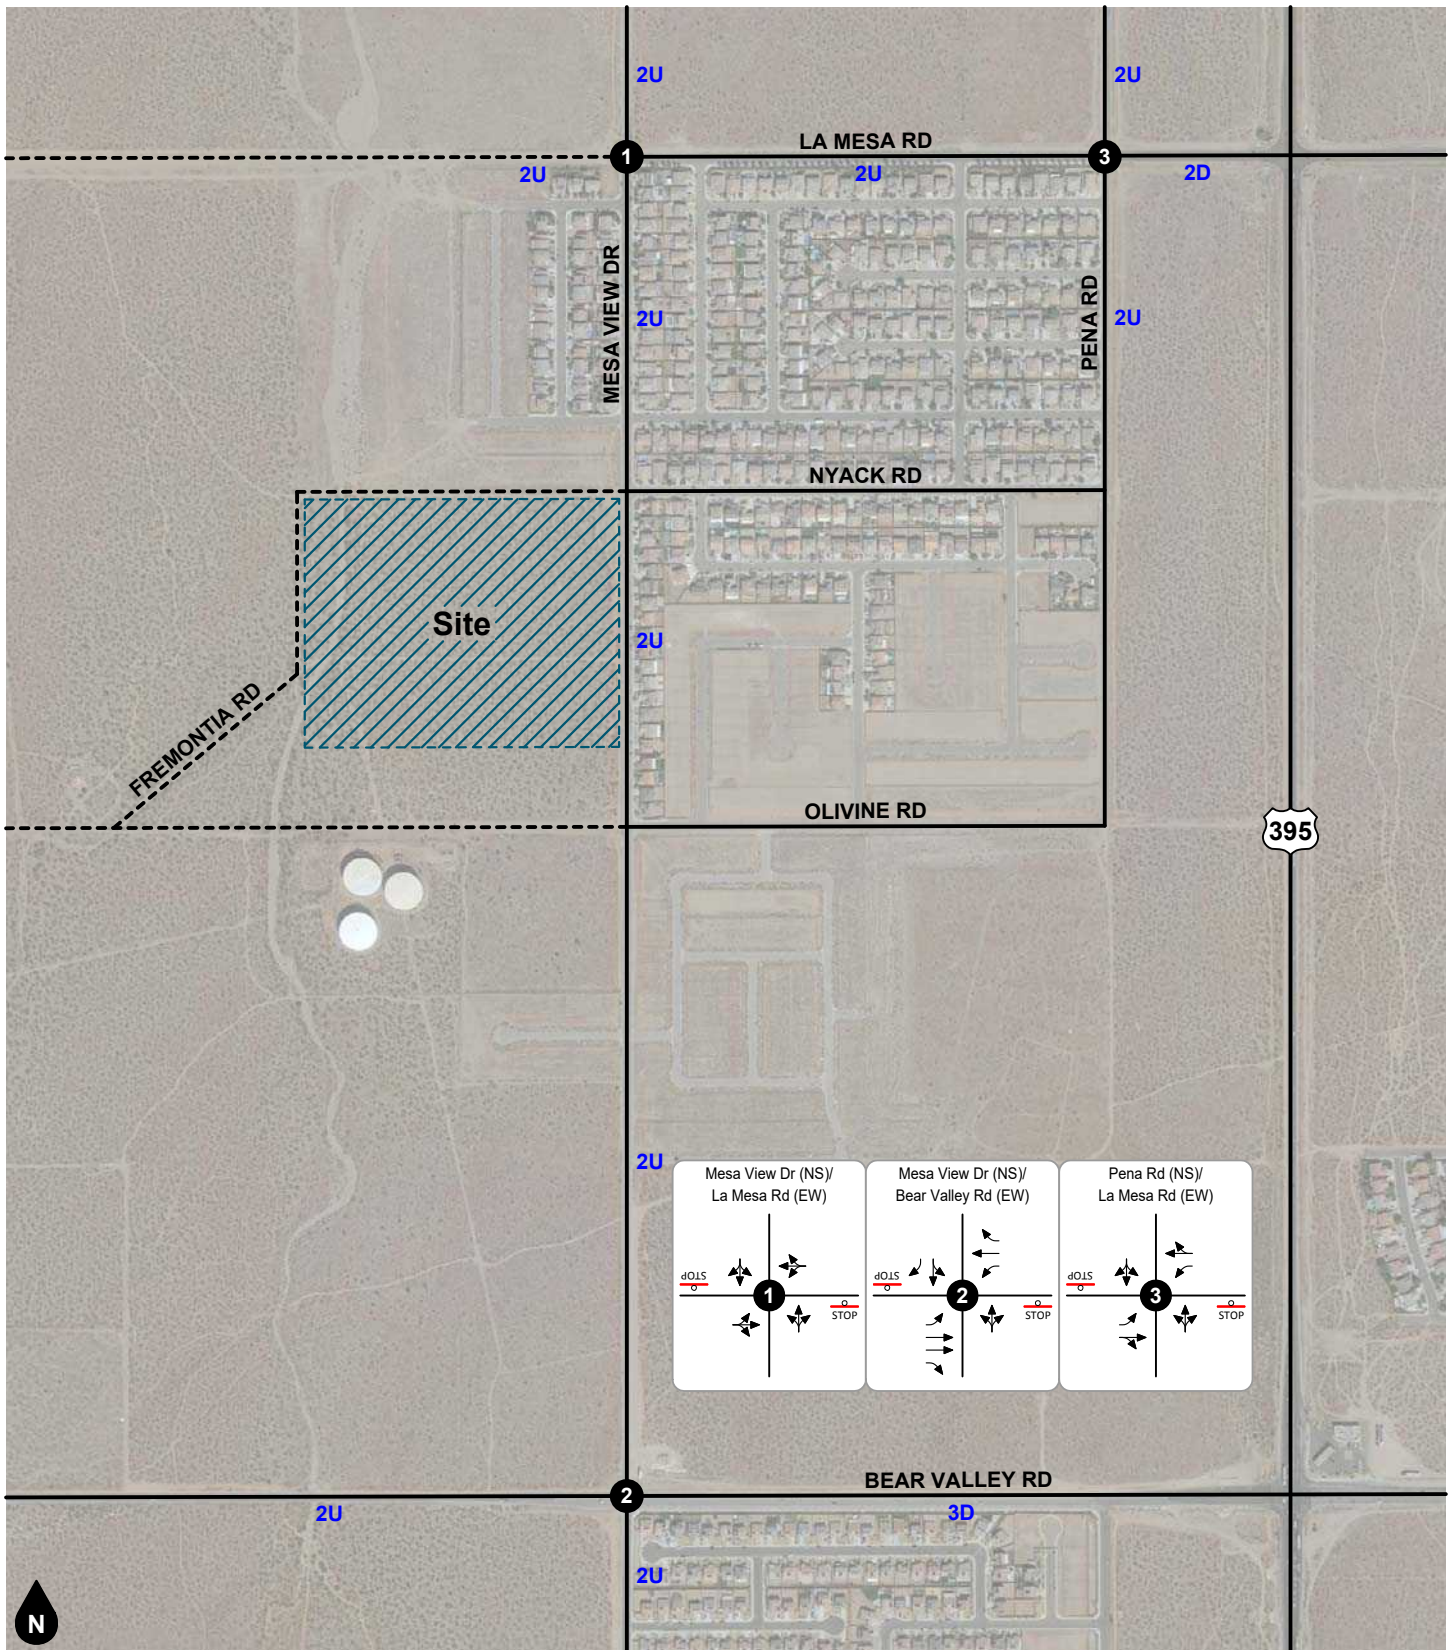 2U
2U
LA MESA RD
1
3
2U
2U
2D
MESA VIEW DR
PENA RD
2U
2U
NYACK RD
Site
2U
FREMONTIA RD
OLIVINE RD
395
2U
Mesa View Dr (NS)/
La Mesa Rd (EW)
STOP
1
STOP
Mesa View Dr (NS)/
Bear Valley Rd (EW)
STOP
2
STOP
Pena Rd (NS)/
La Mesa Rd (EW)
STOP
3
STOP
BEAR VALLEY RD
2
2U
3D
2U
N